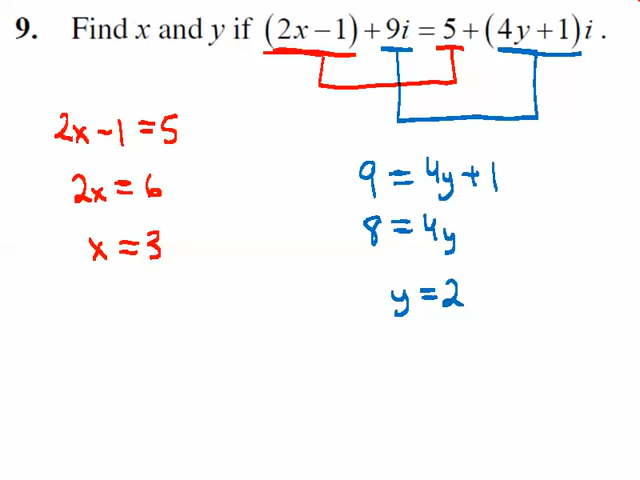 9. Find x and y if (2x − 1) + 9i = 5 + (4y + 1)i.
2x − 1 = 5
2x = 6
x = 3
9 = 4y + 1
8 = 4y
y = 2